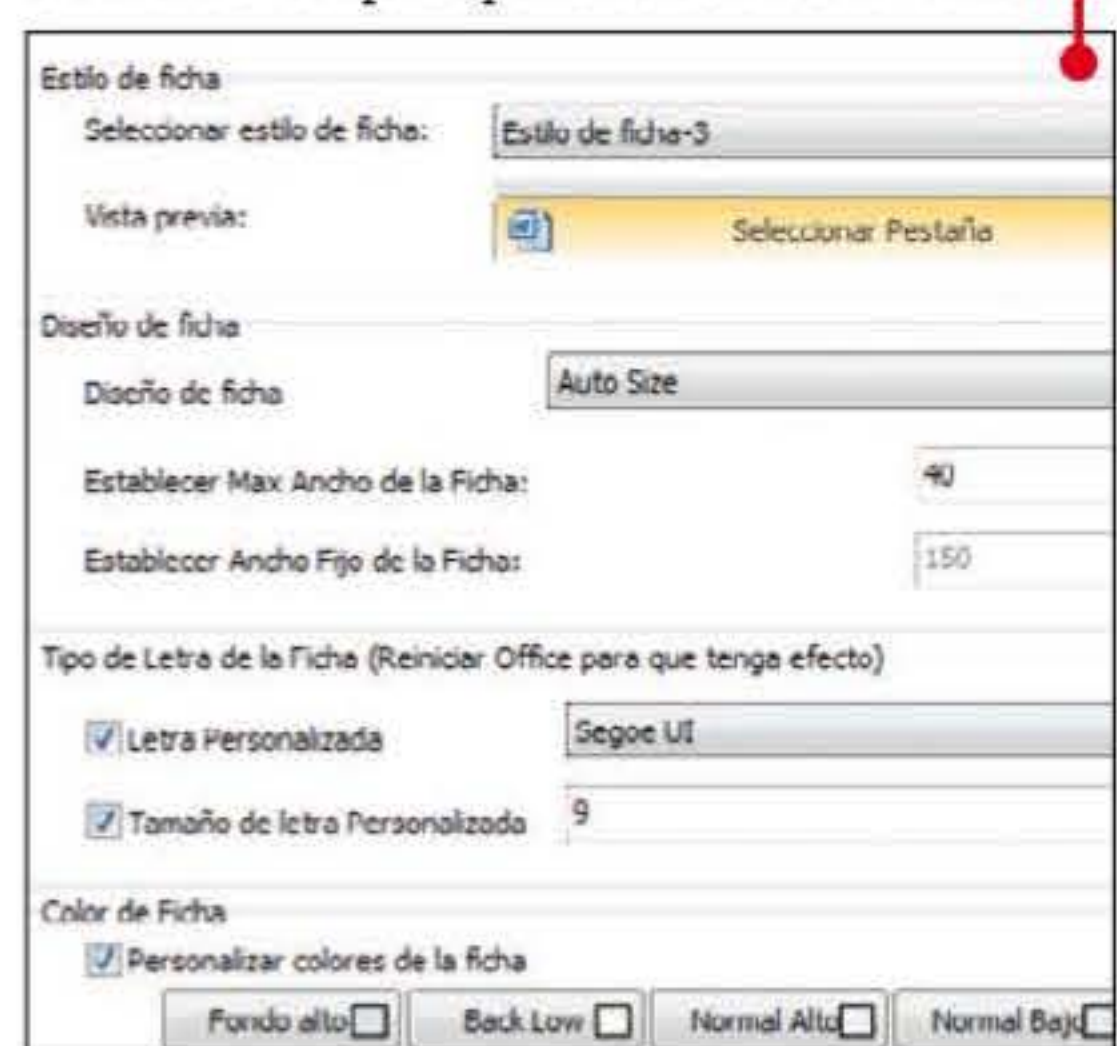 Estilo de ficha
Seleccionar estilo de ficha: Estilo de ficha-3
Vista previa: Seleccionar Pestaña
Diseño de ficha
Diseño de ficha Auto Size
Establecer Max Ancho de la Ficha: 40
Establecer Ancho Fijo de la Ficha: 150
Tipo de Letra de la Ficha (Reiniciar Office para que tenga efecto)
Letra Personalizada Segoe UI
Tamaño de letra Personalizada 9
Color de Ficha
Personalizar colores de la ficha
Fondo alto Back Low Normal Alto Normal Bajo